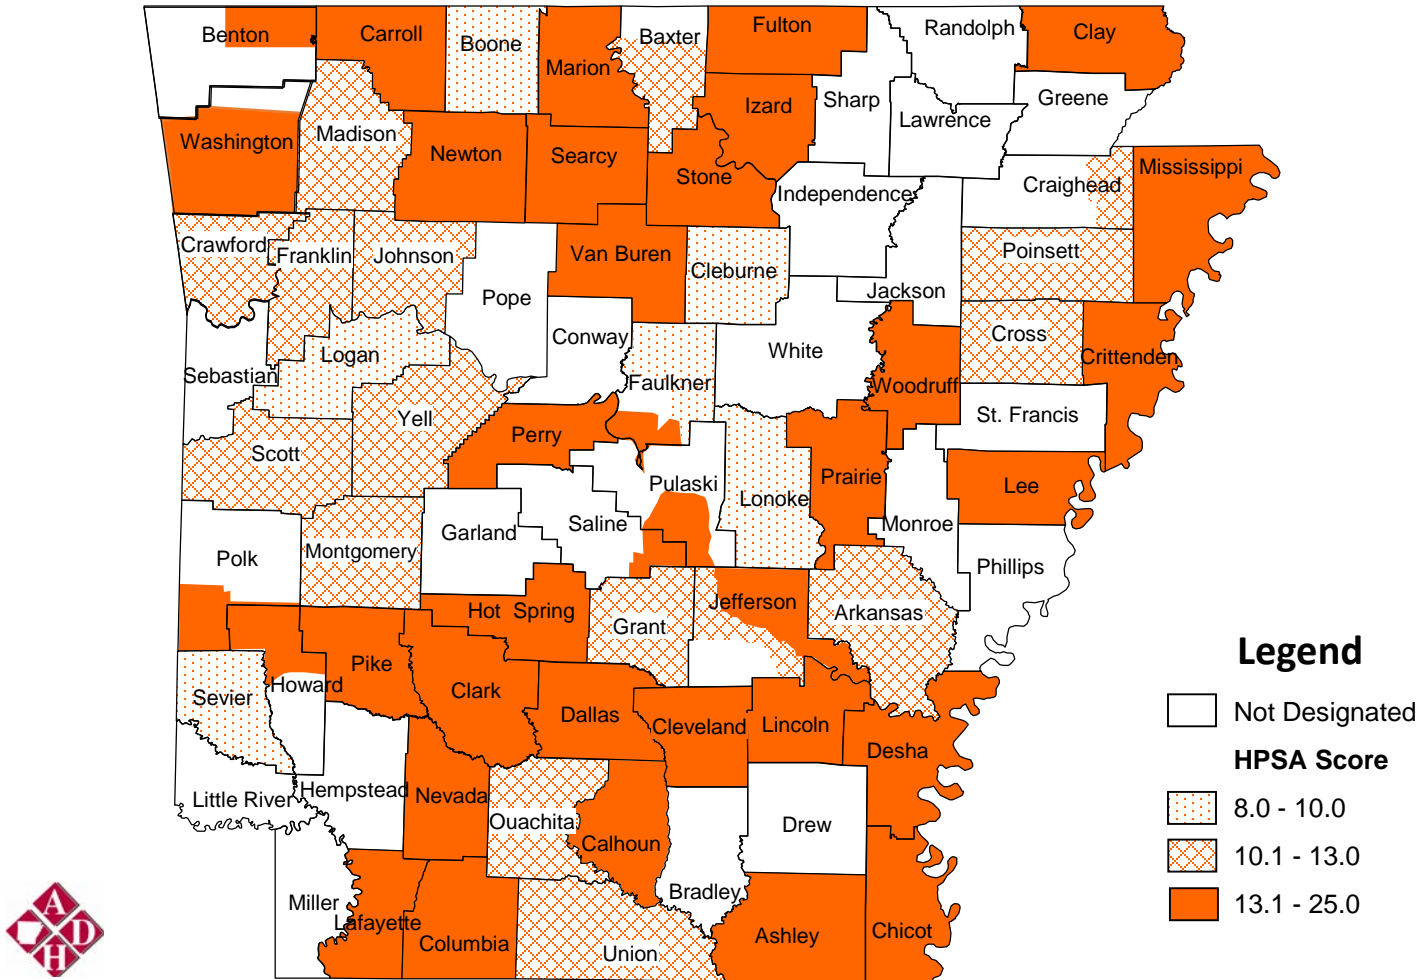 Benton
Carroll
Boone
Marion
Baxter
Fulton
Randolph
Clay
Izard
Sharp
Lawrence
Greene
Washington
Madison
Newton
Searcy
Stone
Independence
Craighead
Mississippi
Crawford
Franklin
Johnson
Van Buren
Cleburne
Poinsett
Pope
Jackson
Conway
White
Cross
Crittenden
Logan
Sebastian
Faulkner
Woodruff
St. Francis
Yell
Perry
Scott
Pulaski
Lonoke
Prairie
Lee
Saline
Garland
Monroe
Polk
Montgomery
Phillips
Hot Spring
Jefferson
Grant
Arkansas
Pike
Clark
Sevier
Howard
Dallas
Cleveland
Lincoln
Desha
Little River
Hempstead
Nevada
Ouachita
Calhoun
Drew
Bradley
Miller
Lafayette
Columbia
Union
Ashley
Chicot
Legend
Not Designated
HPSA Score
8.0 - 10.0
10.1 - 13.0
13.1 - 25.0
A
D
H